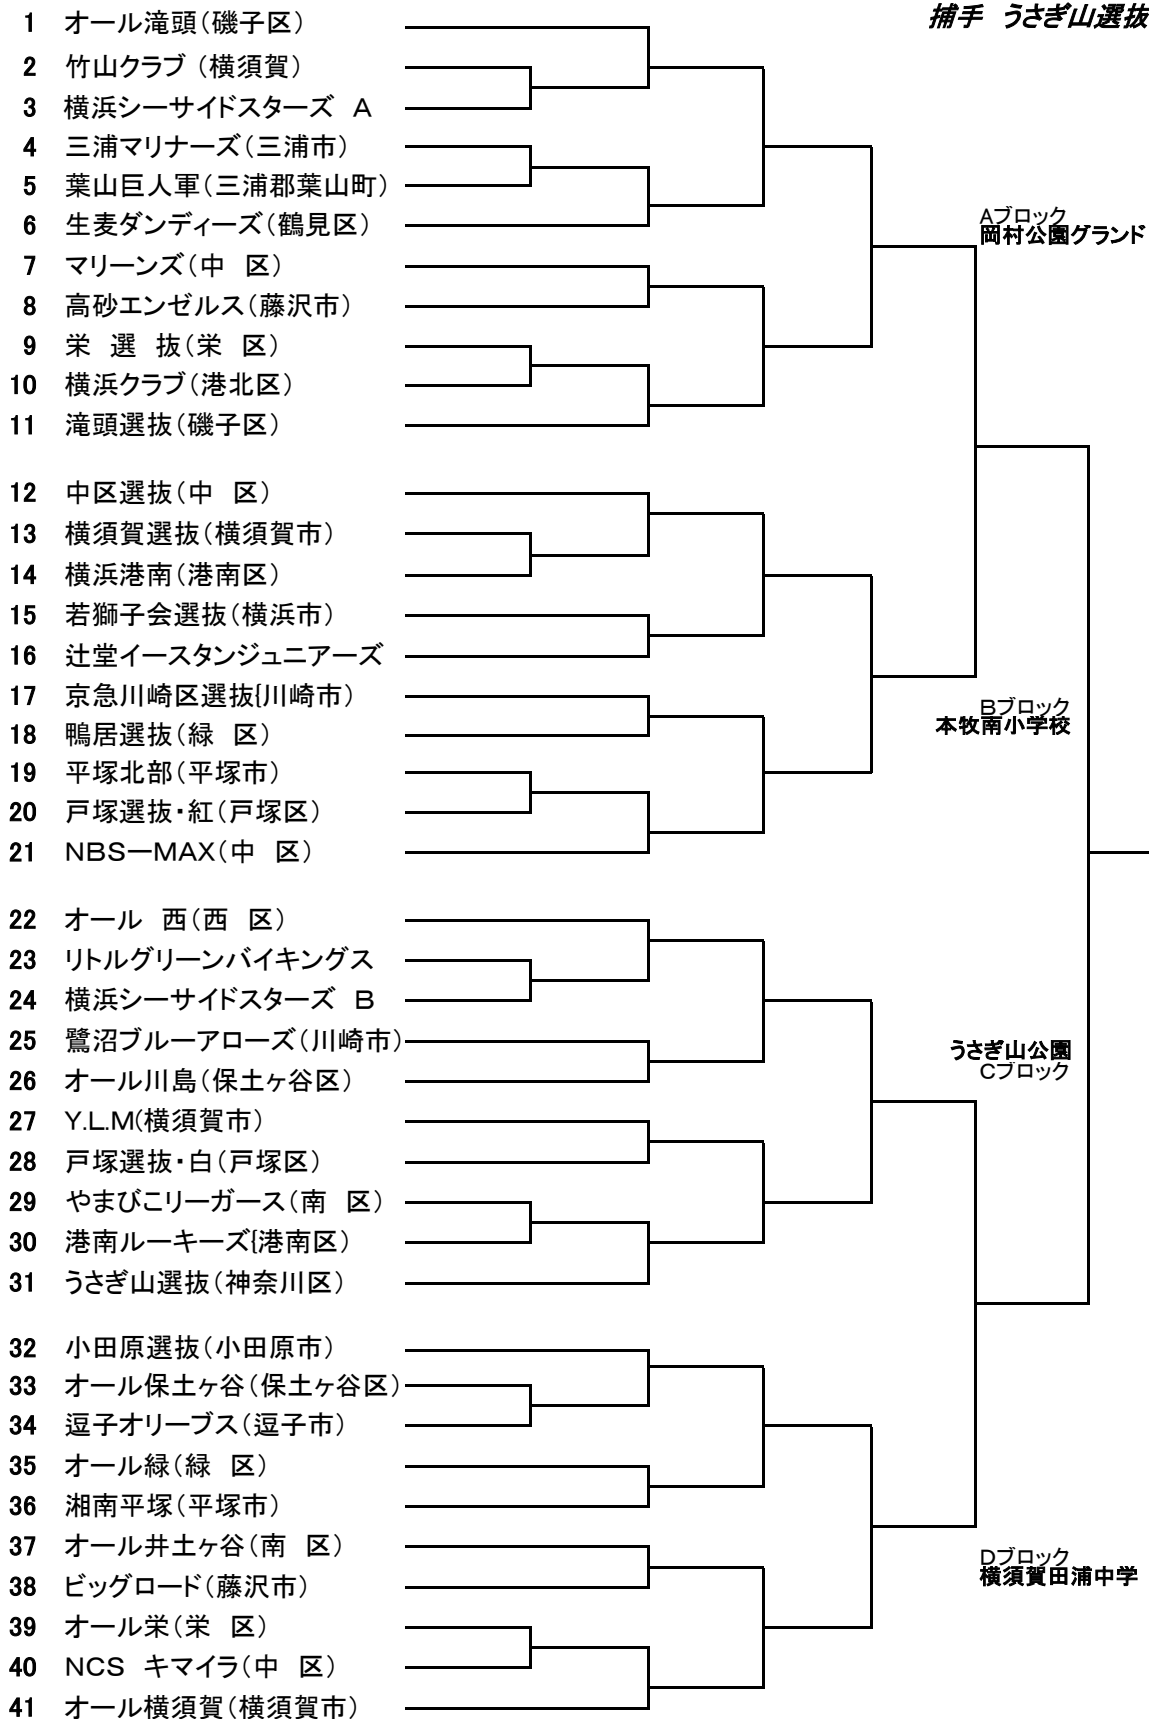 捕手　うさぎ山選抜
1 オール滝頭(磯子区)
2 竹山クラブ (横須賀)
3 横浜シーサイドスターズ　A
4 三浦マリナーズ(三浦市)
5 葉山巨人軍(三浦郡葉山町)
6 生麦ダンディーズ(鶴見区)
Aブロック
岡村公園グランド
7 マリーンズ(中　区)
8 高砂エンゼルス(藤沢市)
9 栄　選　抜(栄　区)
10 横浜クラブ(港北区)
11 滝頭選抜(磯子区)
12 中区選抜(中　区)
13 横須賀選抜(横須賀市)
14 横浜港南(港南区)
15 若獅子会選抜(横浜市)
16 辻堂イースタンジュニアーズ
17 京急川崎区選抜{川崎市)
Bブロック
本牧南小学校
18 鴨居選抜(緑　区)
19 平塚北部(平塚市)
20 戸塚選抜・紅(戸塚区)
21 NBSーMAX(中　区)
22 オール　西(西　区)
23 リトルグリーンバイキングス
24 横浜シーサイドスターズ　B
25 鷺沼ブルーアローズ(川崎市)
うさぎ山公園
Cブロック
26 オール川島(保土ヶ谷区)
27 Y.L.M(横須賀市)
28 戸塚選抜・白(戸塚区)
29 やまびこリーガース(南　区)
30 港南ルーキーズ{港南区)
31 うさぎ山選抜(神奈川区)
32 小田原選抜(小田原市)
33 オール保土ヶ谷(保土ヶ谷区)
34 逗子オリーブス(逗子市)
35 オール緑(緑　区)
36 湘南平塚(平塚市)
37 オール井土ヶ谷(南　区)
Dブロック
横須賀田浦中学
38 ビッグロード(藤沢市)
39 オール栄(栄　区)
40 NCS　キマイラ(中　区)
41 オール横須賀(横須賀市)